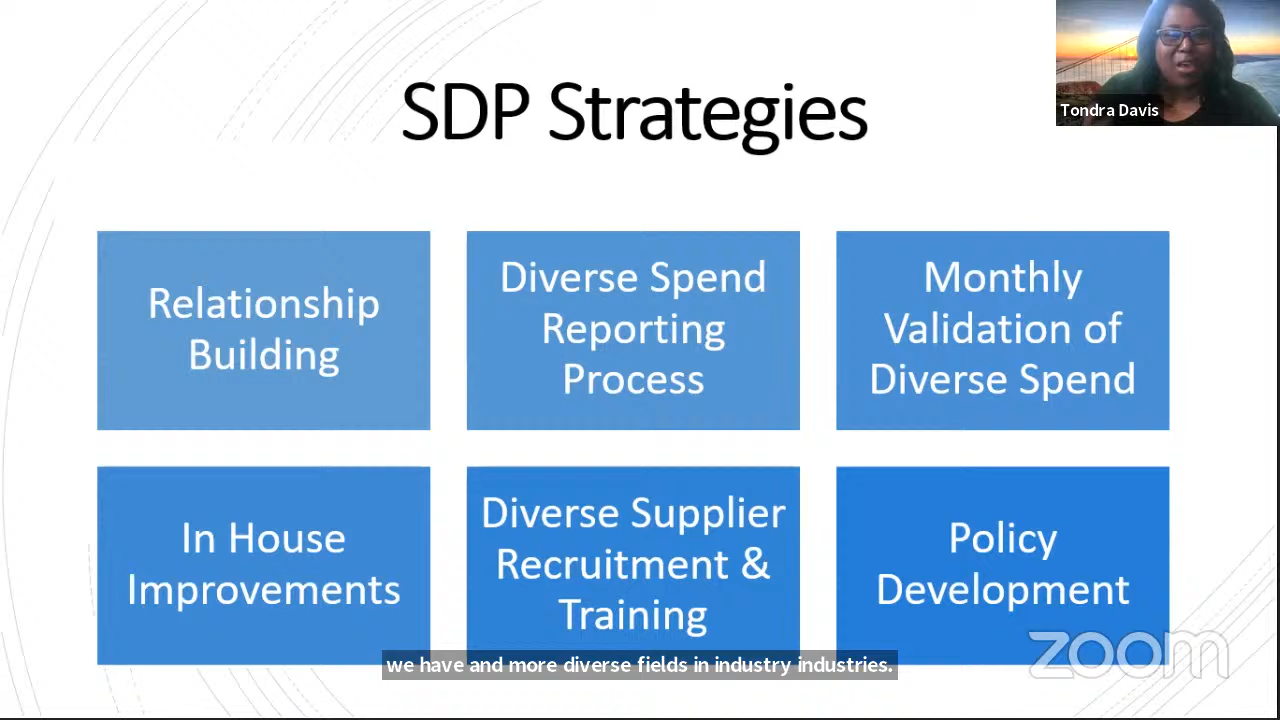 SDP Strategies
Tondra Davis
Relationship
Building
Diverse Spend
Reporting
Process
Monthly
Validation of
Diverse Spend
In House
Improvements
Diverse Supplier
Recruitment &
Training
Policy
Development
we have and more diverse fields in industry industries.
zoom